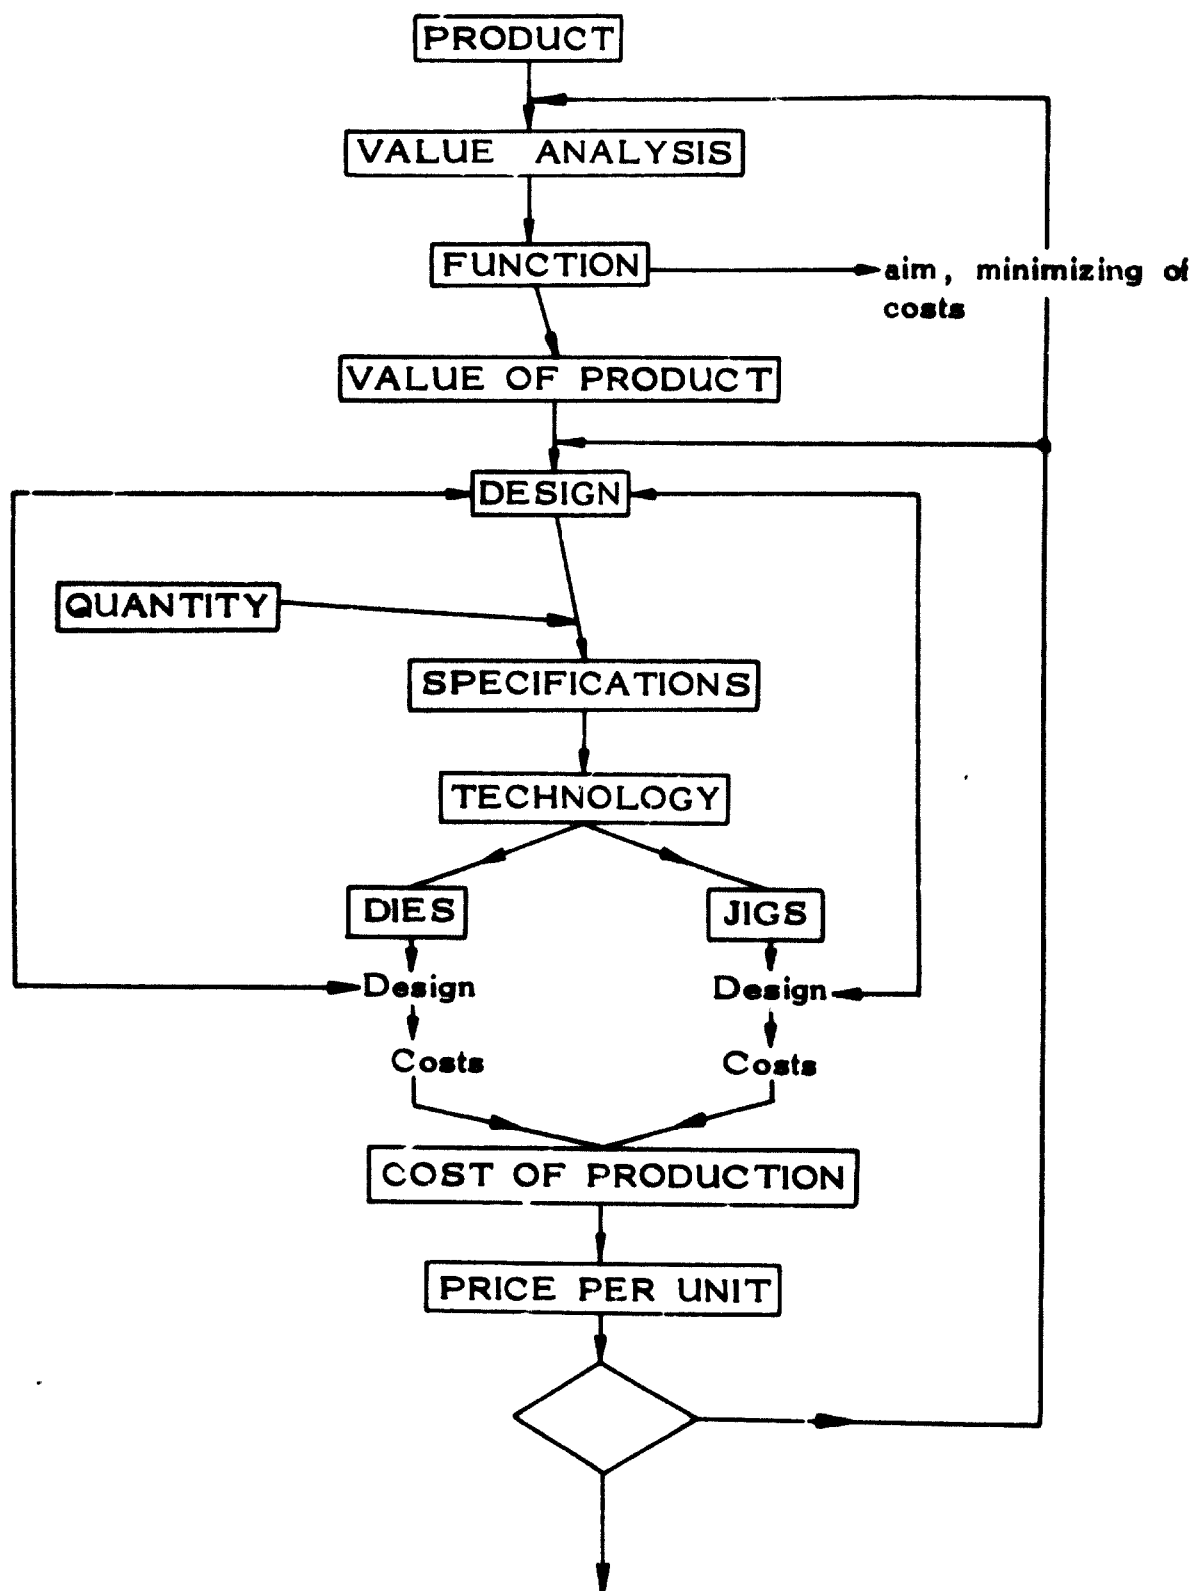 PRODUCT
VALUE ANALYSIS
FUNCTION
aim, minimizing of
costs
VALUE OF PRODUCT
DESIGN
QUANTITY
SPECIFICATIONS
TECHNOLOGY
DIES
JIGS
Design
Design
Costs
Costs
COST OF PRODUCTION
PRICE PER UNIT